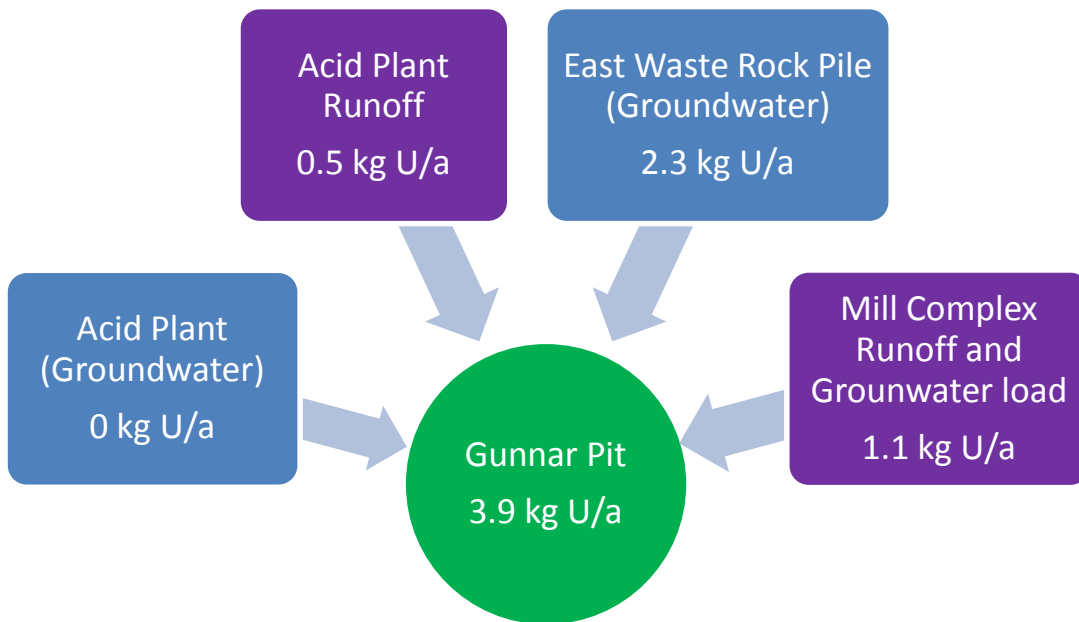 Acid Plant
Runoff
0.5 kg U/a
East Waste Rock Pile
(Groundwater)
2.3 kg U/a
Acid Plant
(Groundwater)
0 kg U/a
Mill Complex
Runoff and
Grounwater load
1.1 kg U/a
Gunnar Pit
3.9 kg U/a